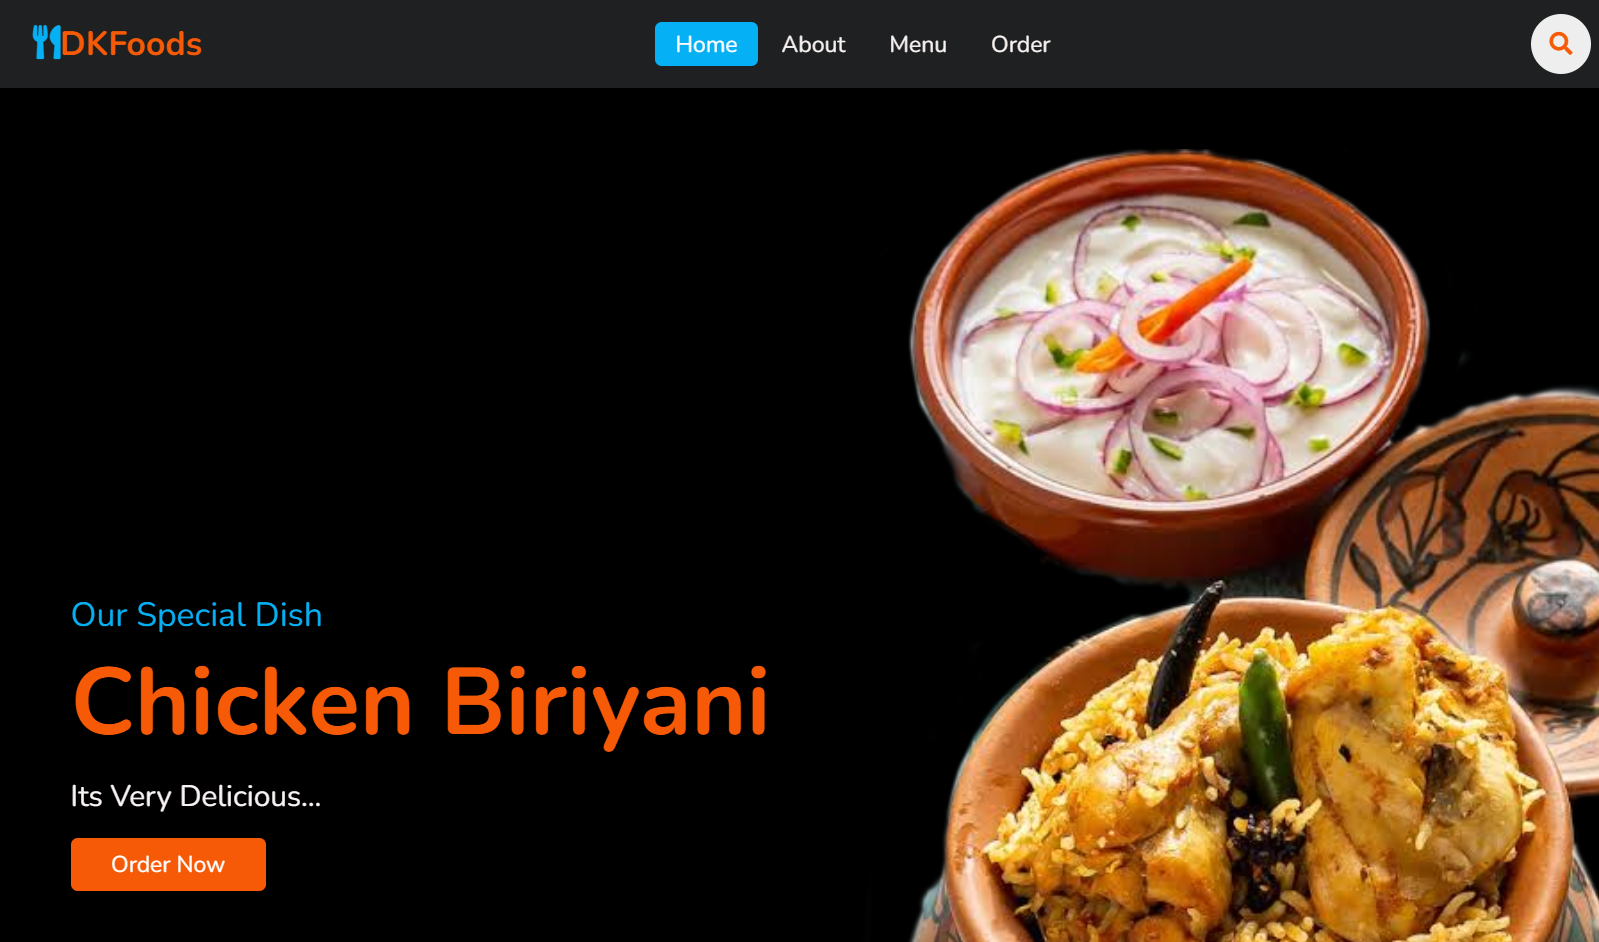 DKFoods
Home About Menu Order
Our Special Dish
Chicken Biriyani
Its Very Delicious...
Order Now